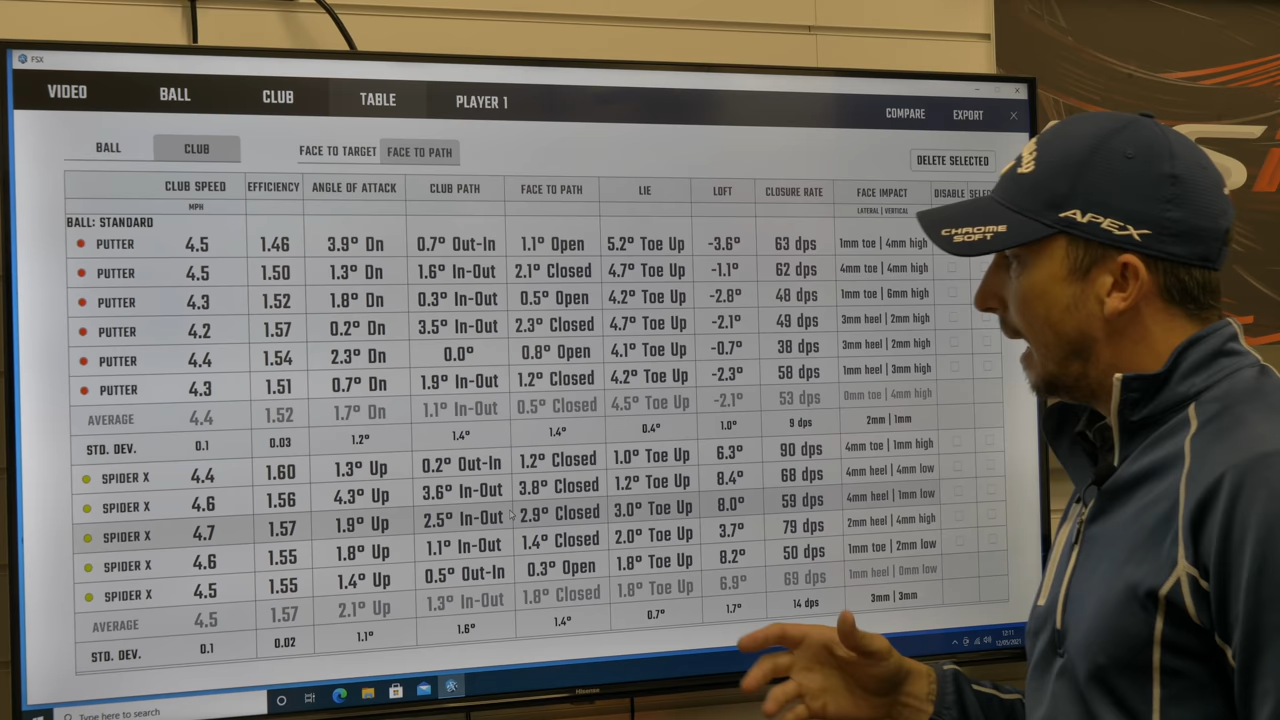 FSX
VIDEO BALL CLUB TABLE PLAYER 1
COMPARE EXPORT
BALL CLUB FACE TO TARGET FACE TO PATH
DELETE SELECTED
CLUB SPEED EFFICIENCY ANGLE OF ATTACK CLUB PATH FACE TO PATH LIE LOFT CLOSURE RATE FACE IMPACT DISABLE
MPH LATERAL | VERTICAL
BALL: STANDARD
PUTTER 4.5 1.46 3.9° On 0.7° Out-In 1.1° Open 5.2° Toe Up -3.6° 63 dps 1mm toe | 4mm high
PUTTER 4.5 1.50 1.3° On 1.6° In-Out 2.1° Closed 4.7° Toe Up -1.1° 62 dps 4mm toe | 4mm high
PUTTER 4.3 1.52 1.8° On 0.3° In-Out 0.5° Open 4.2° Toe Up -2.8° 48 dps 1mm toe | 6mm high
PUTTER 4.2 1.57 0.2° On 3.5° In-Out 2.3° Closed 4.7° Toe Up -2.1° 49 dps 3mm heel | 2mm high
PUTTER 4.4 1.54 2.3° On 0.0° 0.8° Open 4.1° Toe Up -0.7° 38 dps 3mm heel | 2mm high
PUTTER 4.3 1.51 0.7° On 1.9° In-Out 1.2° Closed 4.2° Toe Up -2.3° 58 dps 1mm heel | 3mm high
AVERAGE 4.4 1.52 1.7° On 1.1° In-Out 0.5° Closed 4.5° Toe Up -2.1° 53 dps 0mm toe | 4mm high
STD. DEV. 0.1 0.03 1.2° 1.4° 1.4° 0.4° 1.0° 9 dps 2mm | 1mm
SPIDER X 4.4 1.60 1.3° Up 0.2° Out-In 1.2° Closed 1.0° Toe Up 6.3° 90 dps 4mm toe | 1mm high
SPIDER X 4.6 1.56 4.3° Up 3.6° In-Out 3.8° Closed 1.2° Toe Up 8.4° 68 dps 4mm heel | 4mm low
SPIDER X 4.7 1.57 1.9° Up 2.5° In-Out 2.9° Closed 3.0° Toe Up 8.0° 59 dps 4mm heel | 1mm low
SPIDER X 4.6 1.55 1.8° Up 1.1° In-Out 1.4° Closed 2.0° Toe Up 3.7° 79 dps 2mm heel | 4mm high
SPIDER X 4.5 1.55 1.4° Up 0.5° Out-In 0.3° Open 1.8° Toe Up 8.2° 50 dps 1mm toe | 2mm low
AVERAGE 4.5 1.57 2.1° Up 1.3° In-Out 1.8° Closed 1.8° Toe Up 6.9° 69 dps 1mm heel | 0mm low
STD. DEV. 0.1 0.02 1.1° 1.6° 1.4° 0.7° 1.7° 14 dps 3mm | 3mm
CHROME SOFT
APEX
12:11
12/05/2021
Hisense
Type here to search